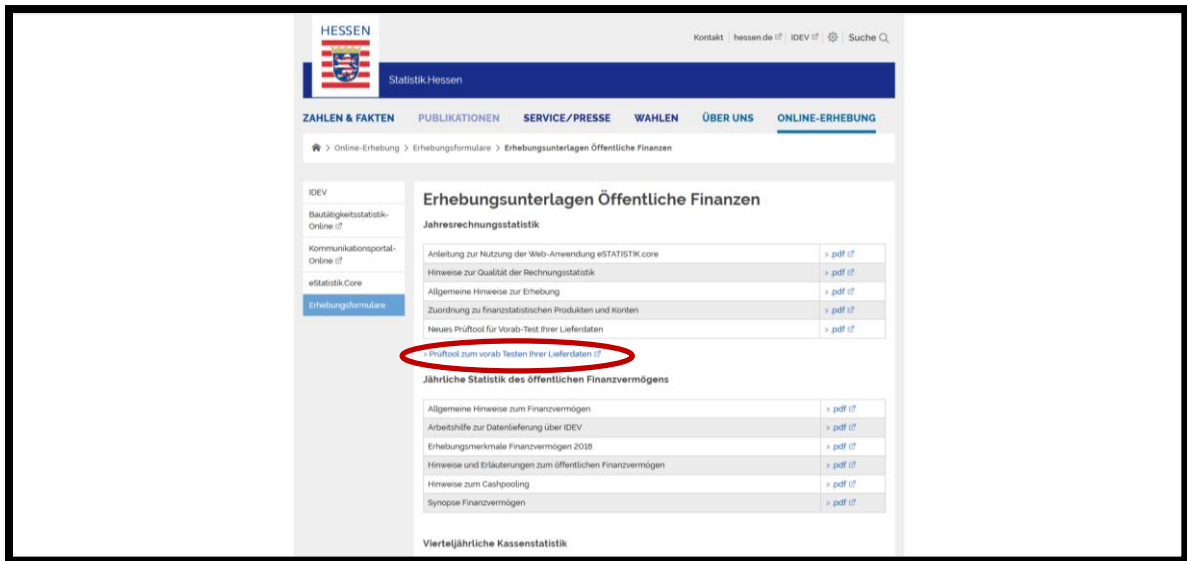 HESSEN
Kontakt hessen.de IDEV Suche
Statistik.Hessen
ZAHLEN & FAKTEN PUBLIKATIONEN SERVICE/PRESSE WAHLEN ÜBER UNS ONLINE-ERHEBUNG
> Online-Erhebung > Erhebungsformulare > Erhebungsunterlagen Öffentliche Finanzen
IDEV
Bautätigkeitsstatistik-
Online
Kommunikationsportal-
Online
eStatistik.Core
Erhebungsformulare
Erhebungsunterlagen Öffentliche Finanzen
Jahresrechnungsstatistik
Anleitung zur Nutzung der Web-Anwendung eSTATISTIK.core > pdf
Hinweise zur Qualität der Rechnungsstatistik > pdf
Allgemeine Hinweise zur Erhebung > pdf
Zuordnung zu finanzstatistischen Produkten und Konten > pdf
Neues Prüftool für Vorab-Test Ihrer Lieferdaten > pdf
> Prüftool zum vorab Testen Ihrer Lieferdaten
Jährliche Statistik des öffentlichen Finanzvermögens
Allgemeine Hinweise zum Finanzvermögen > pdf
Arbeitshilfe zur Datenlieferung über IDEV > pdf
Erhebungsmerkmale Finanzvermögen 2018 > pdf
Hinweise und Erläuterungen zum öffentlichen Finanzvermögen > pdf
Hinweise zum Cashpooling > pdf
Synopse Finanzvermögen > pdf
Vierteljährliche Kassenstatistik